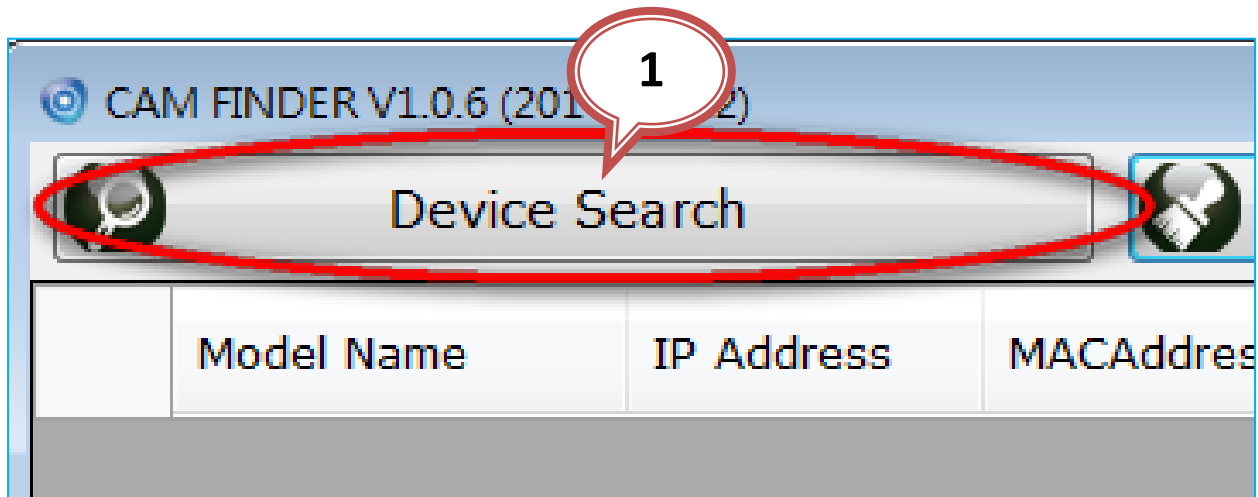 1
CAM FINDER V1.0.6 (201 2)
Device Search
Model Name IP Address MACAddres